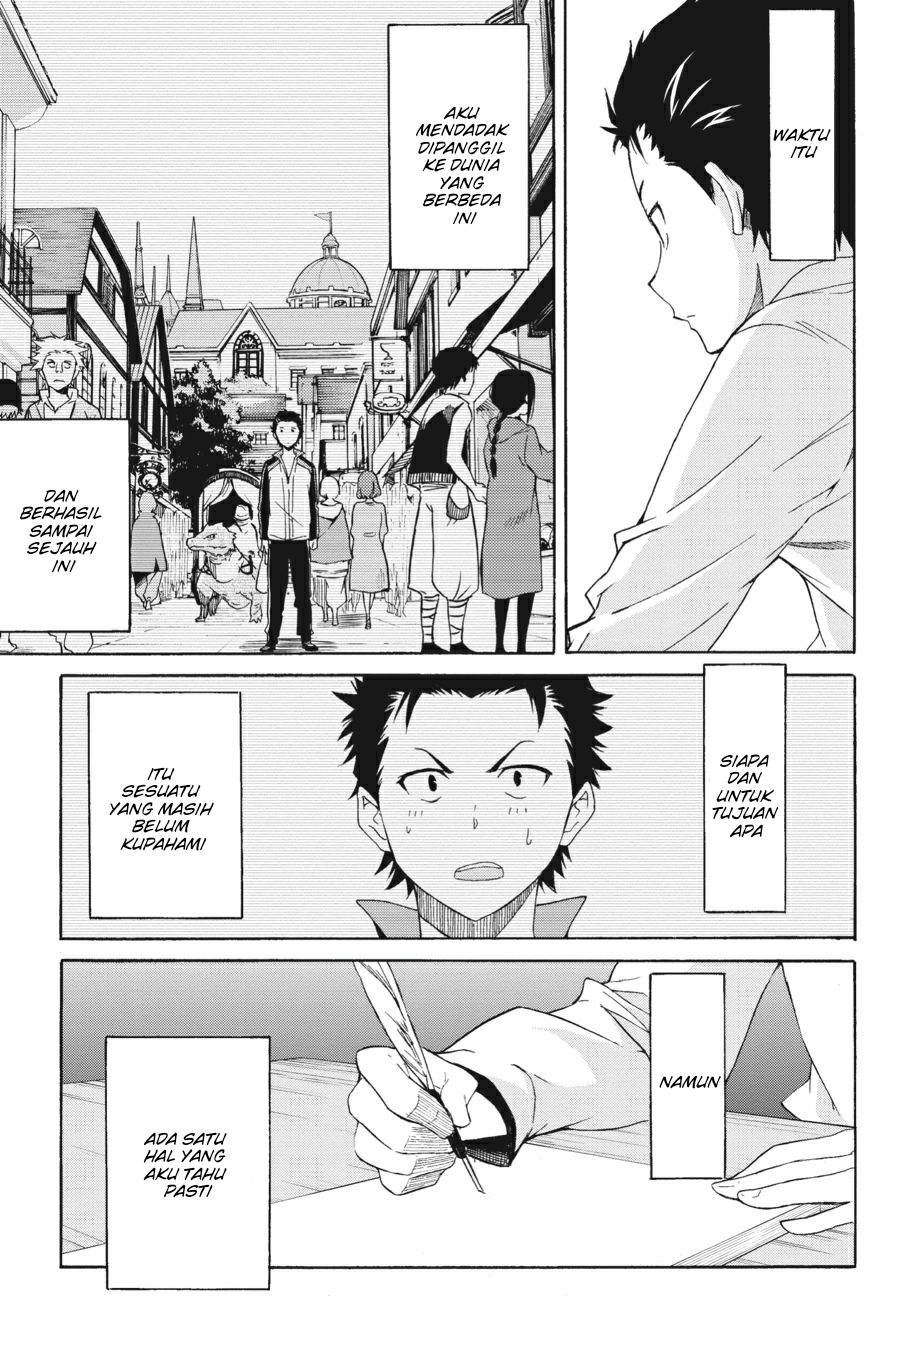 WAKTU
ITU
AKU
MENDADAK
DIPANGGIL
KE DUNIA
YANG
BERBEDA
INI
DAN
BERHASIL
SAMPAI
SEJAUH
INI
SIAPA
DAN
UNTUK
TUJUAN
APA
ITU
SESUATU
YANG MASIH
BELUM
KUPAHAMI
NAMUN
ADA SATU
HAL YANG
AKU TAHU
PASTI